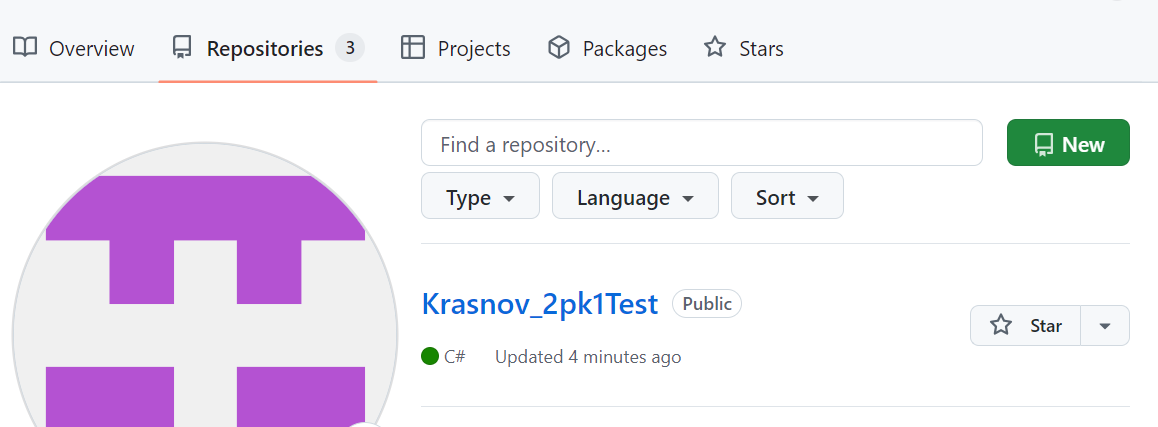 Overview Repositories 3 Projects Packages Stars
Find a repository... New
Type Language Sort
Krasnov_2pk1Test Public
Star
C# Updated 4 minutes ago